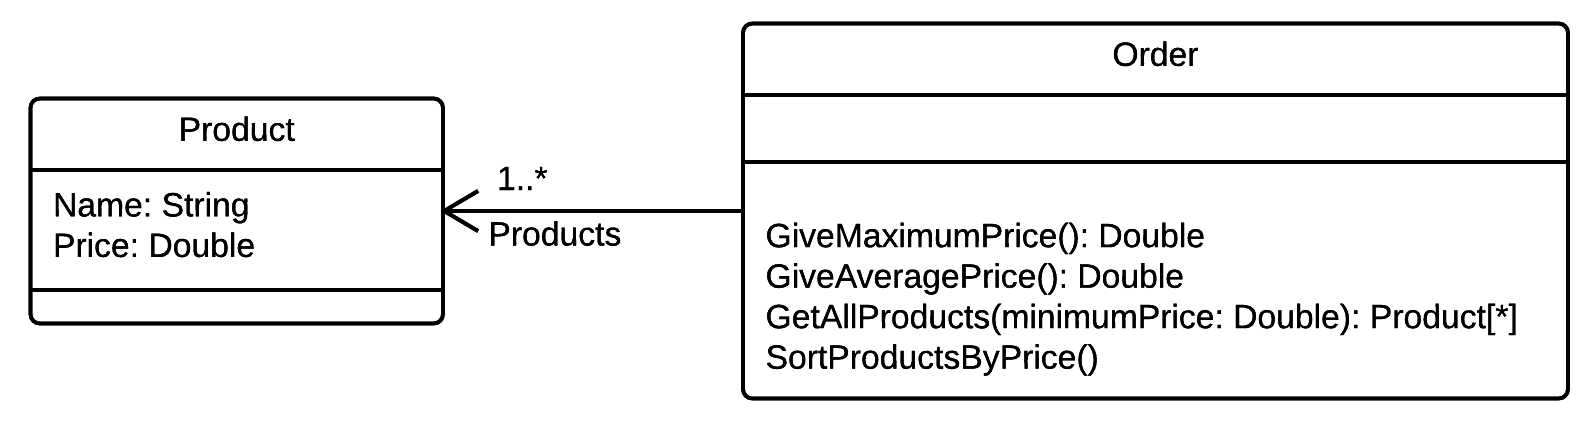 Product
Name: String
Price: Double
1..*
Products
Order
GiveMaximumPrice(): Double
GiveAveragePrice(): Double
GetAllProducts(minimumPrice: Double): Product[*]
SortProductsByPrice()